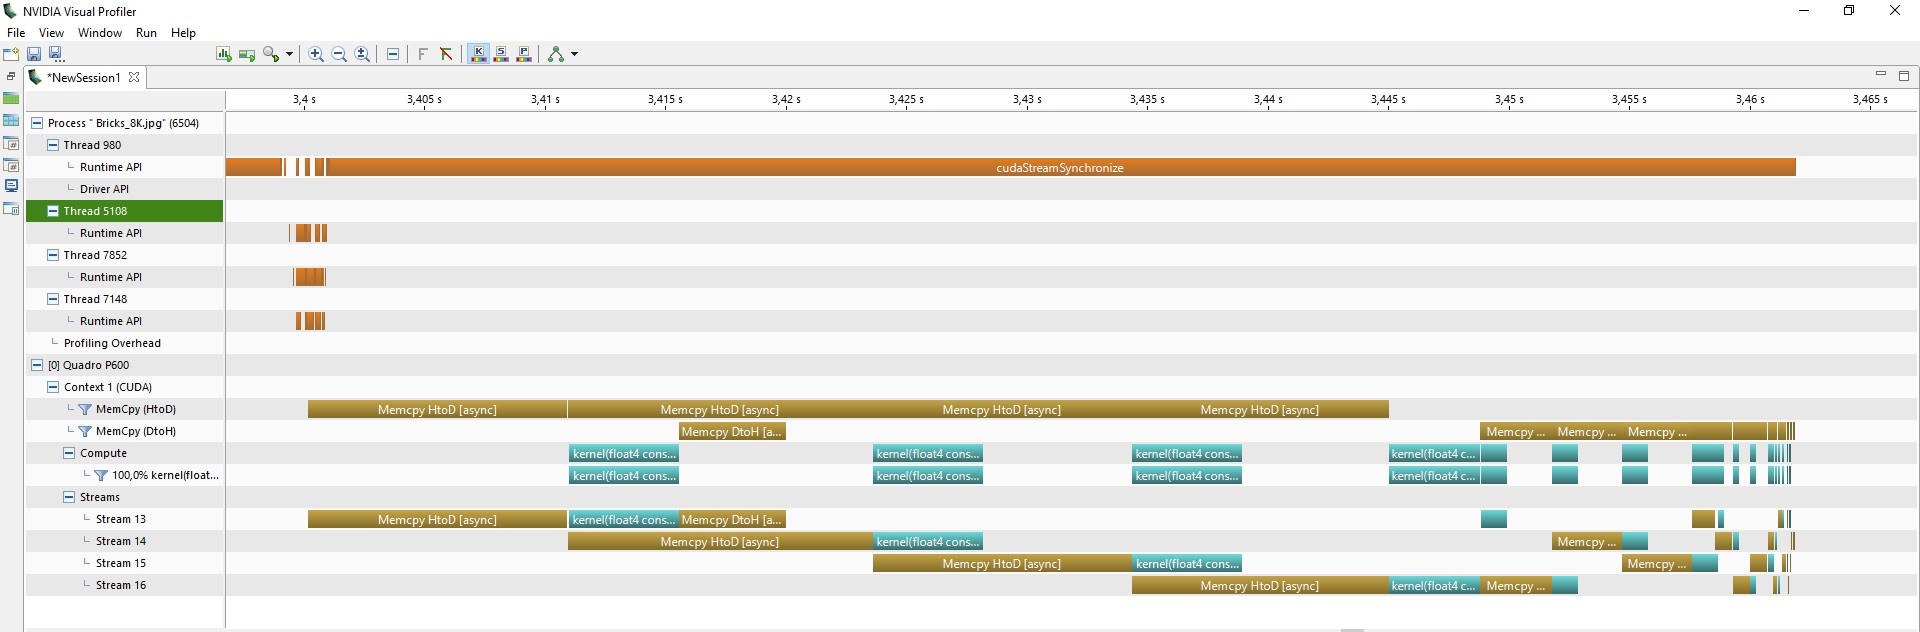 NVIDIA Visual Profiler
File View Window Run Help
*NewSession1
3,4 s 3,405 s 3,41 s 3,415 s 3,42 s 3,425 s 3,43 s 3,435 s 3,44 s 3,445 s 3,45 s 3,455 s 3,46 s 3,465 s
Process " Bricks_8K.jpg" (6504)
Thread 980
Runtime API cudaStreamSynchronize
Driver API
Thread 5108
Runtime API
Thread 7852
Runtime API
Thread 7148
Runtime API
Profiling Overhead
[0] Quadro P600
Context 1 (CUDA)
MemCpy (HtoD) Memcpy HtoD [async] Memcpy HtoD [async] Memcpy HtoD [async] Memcpy HtoD [async]
MemCpy (DtoH) Memcpy DtoH [a... Memcpy ... Memcpy ... Memcpy ...
Compute kernel(float4 cons... kernel(float4 cons... kernel(float4 cons... kernel(float4 c...
100,0% kernel(float... kernel(float4 cons... kernel(float4 cons... kernel(float4 cons... kernel(float4 c...
Streams
Stream 13 Memcpy HtoD [async] kernel(float4 cons... Memcpy DtoH [a...
Stream 14 Memcpy HtoD [async] kernel(float4 cons... Memcpy ...
Stream 15 Memcpy HtoD [async] kernel(float4 cons... Memcpy ...
Stream 16 Memcpy HtoD [async] kernel(float4 c... Memcpy ...